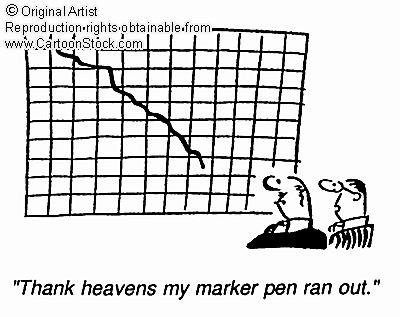 © Original Artist
Reproduction rights obtainable from
www.CartoonStock.com
"Thank heavens my marker pen ran out."